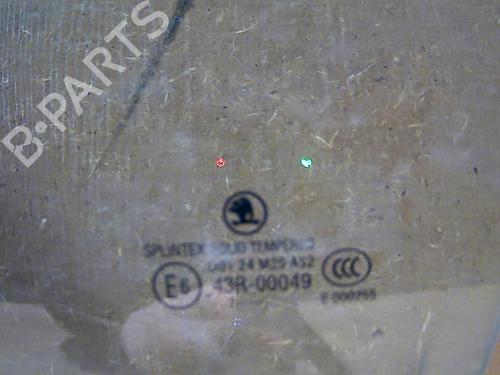 B-PARTS
SPLINTEX SOLID TEMPERED
DOT 24 M25 AS2
E6 43R-00049
CCC
E 000255